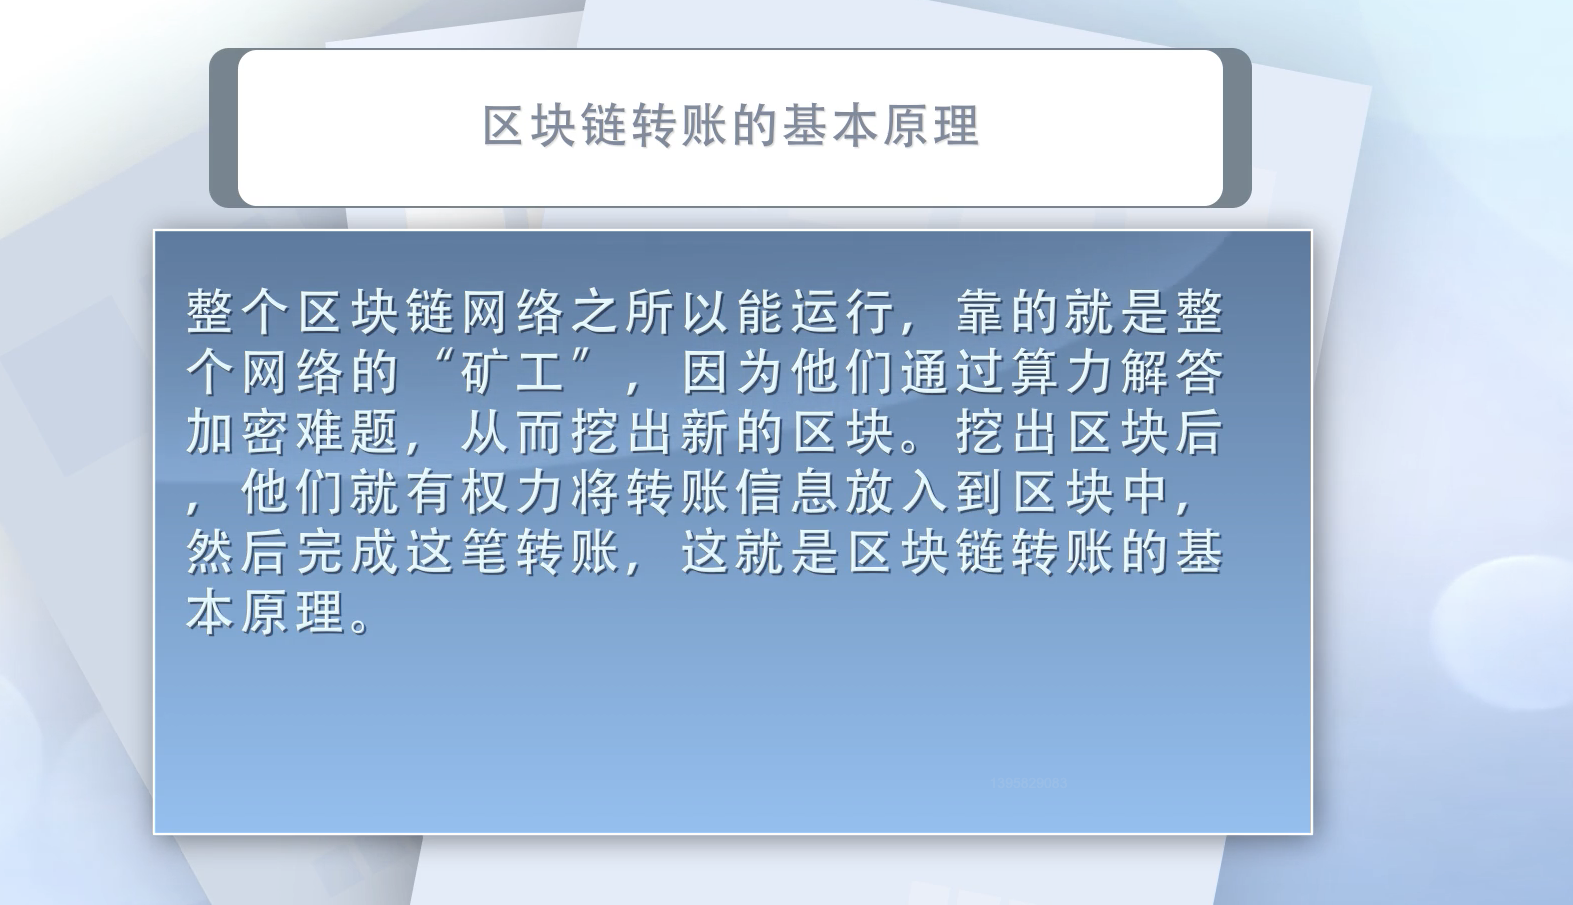 区块链转账的基本原理
整个区块链网络之所以能运行，靠的就是整
个网络的“矿工”，因为他们通过算力解答
加密难题，从而挖出新的区块。挖出区块后
，他们就有权力将转账信息放入到区块中，
然后完成这笔转账，这就是区块链转账的基
本原理。